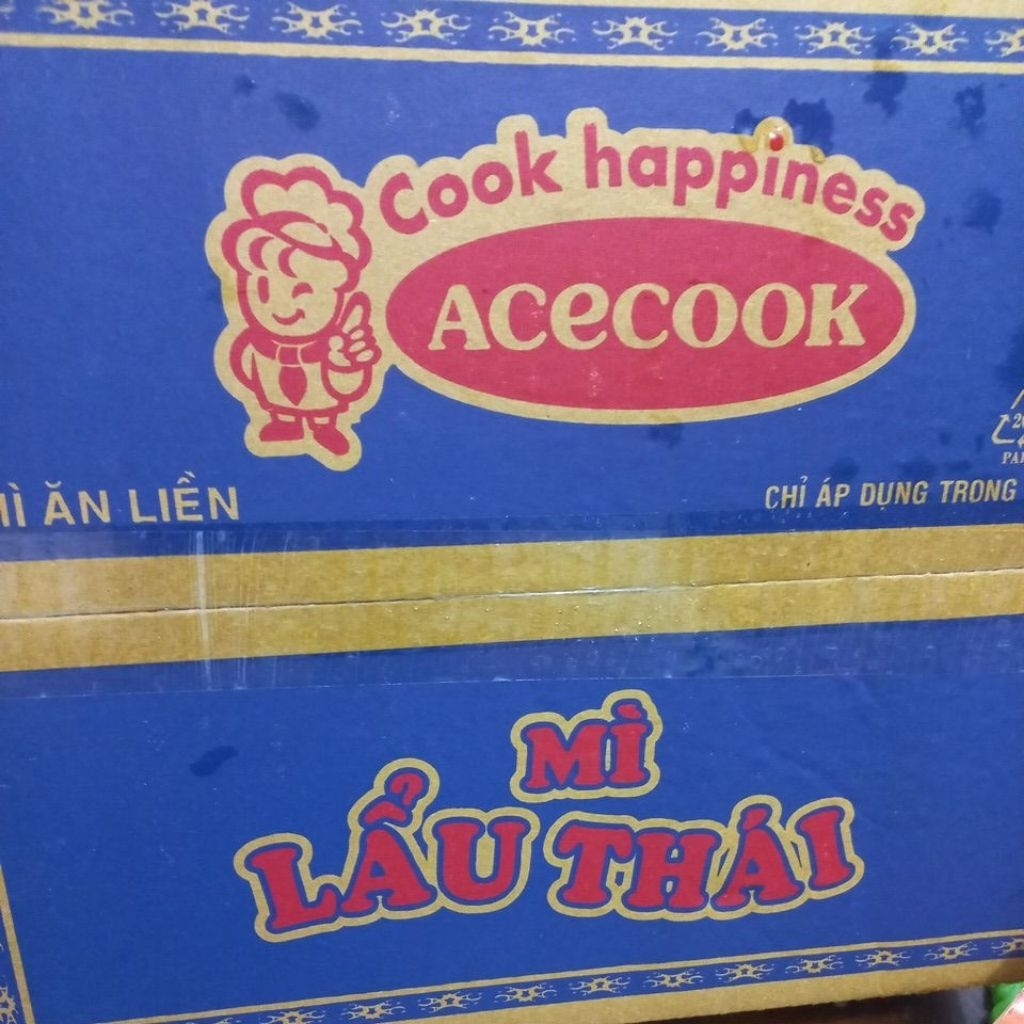 Cook happiness
ACECOOK
ĂN LIỀN
CHỈ ÁP DỤNG TRONG
MÌ
LẨU THÁI